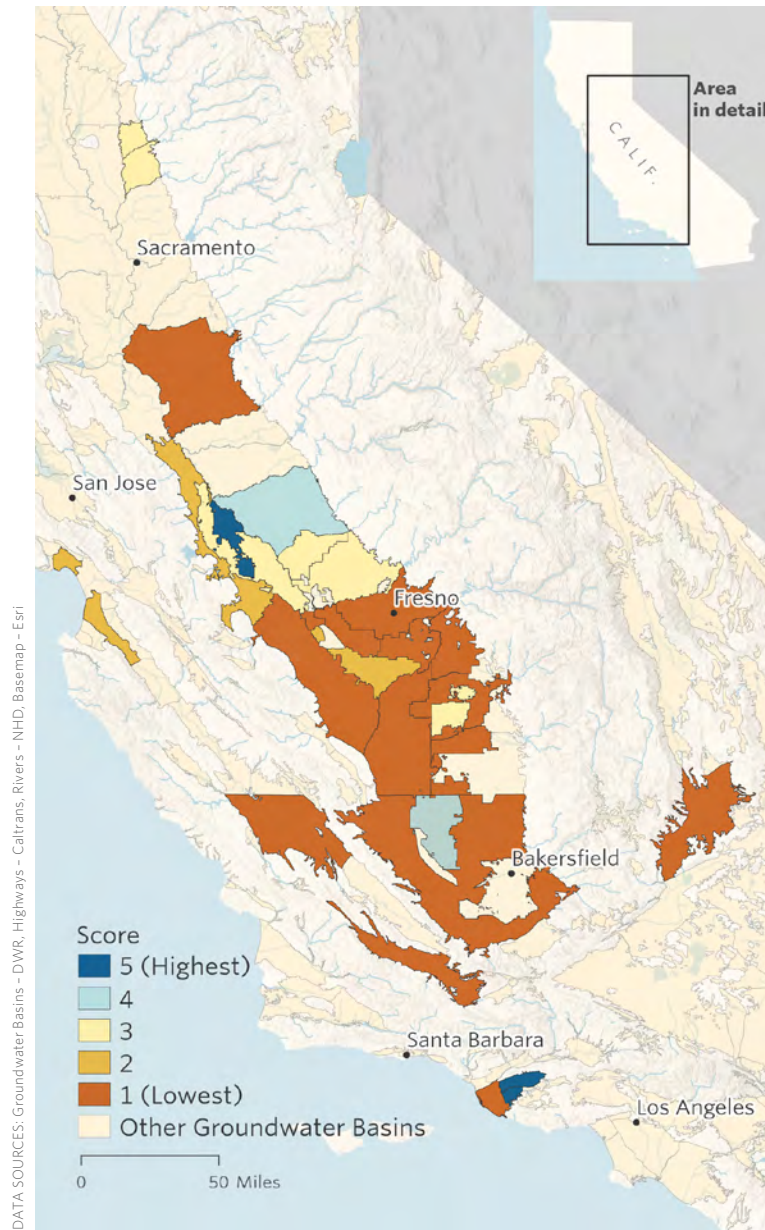 Area
in detail
CALIF.
Sacramento
San Jose
Fresno
Bakersfield
Score
5 (Highest)
4
3
2
1 (Lowest)
Other Groundwater Basins
Santa Barbara
Los Angeles
0 50 Miles
DATA SOURCES: Groundwater Basins – DWR, Highways – Caltrans, Rivers – NHD, Basemap – Esri